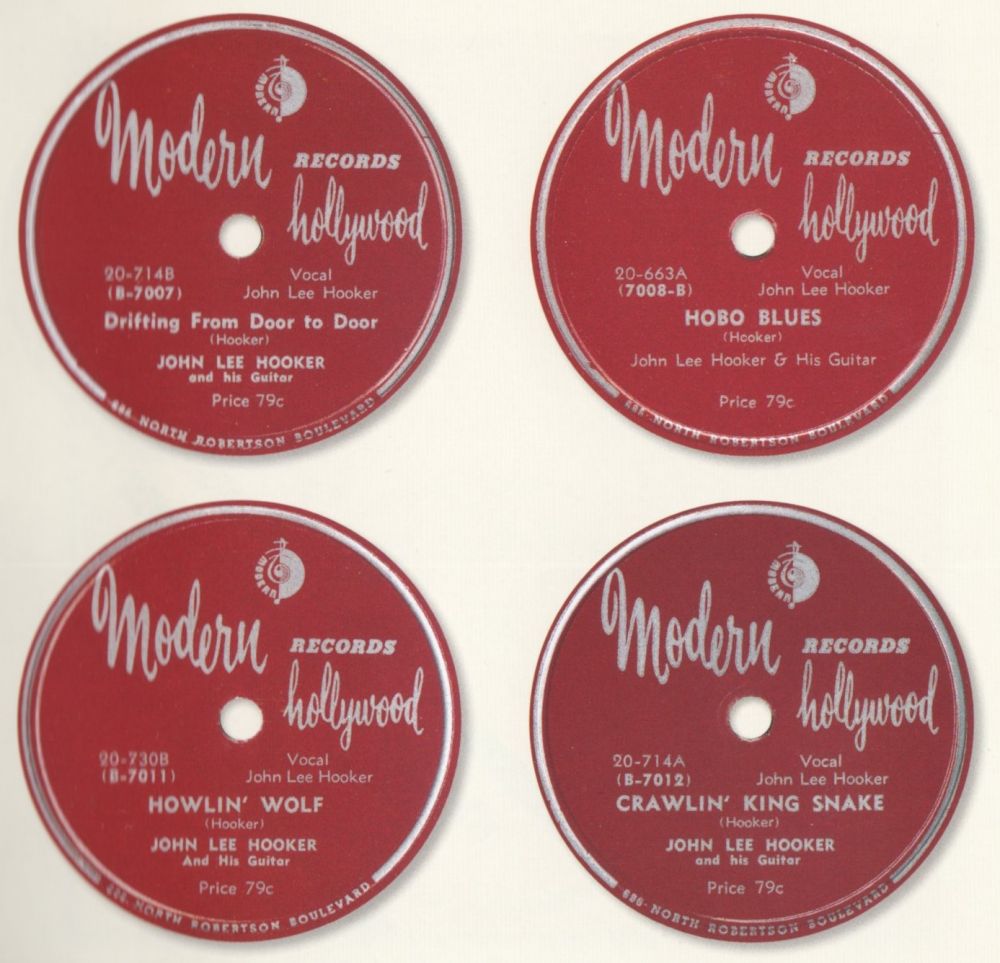 MODERN
Modern RECORDS
hollywood
20-714B
(B-7007)
Vocal
John Lee Hooker
Drifting From Door to Door
(Hooker)
JOHN LEE HOOKER
and his Guitar
Price 79c
NORTH ROBERTSON BOULEVARD
MODERN
Modern RECORDS
hollywood
20-663A
(7008-B)
Vocal
John Lee Hooker
HOBO BLUES
(Hooker)
John Lee Hooker & His Guitar
Price 79c
NORTH ROBERTSON BOULEVARD
MODERN
Modern RECORDS
hollywood
20-730B
(B-7011)
Vocal
John Lee Hooker
HOWLIN' WOLF
(Hooker)
JOHN LEE HOOKER
And His Guitar
Price 79c
NORTH ROBERTSON BOULEVARD
MODERN
Modern RECORDS
hollywood
20-714A
(B-7012)
Vocal
John Lee Hooker
CRAWLIN' KING SNAKE
(Hooker)
JOHN LEE HOOKER
and his Guitar
Price 79c
686 NORTH ROBERTSON BOULEVARD